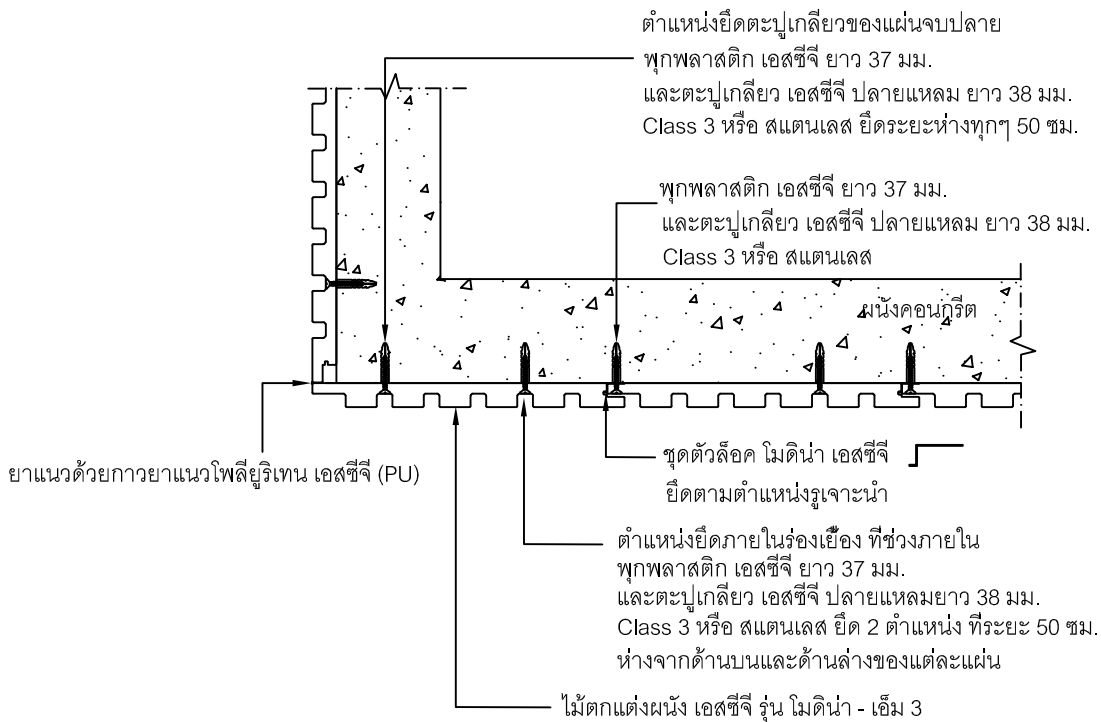 ตำแหน่งยึดตะปูเกลียวของแผ่นจบปลาย
พุกพลาสติก เอสซีจี ยาว 37 มม.
และตะปูเกลียว เอสซีจี ปลายแหลม ยาว 38 มม.
Class 3 หรือ สแตนเลส ยึดระยะห่างทุกๆ 50 ซม.
พุกพลาสติก เอสซีจี ยาว 37 มม.
และตะปูเกลียว เอสซีจี ปลายแหลม ยาว 38 มม.
Class 3 หรือ สแตนเลส
ผนังคอนกรีต
ชุดตัวล็อค โมดิน่า เอสซีจี
ยึดตามตำแหน่งรูเจาะนำ
ยาแนวด้วยกาวยาแนวโพลียูริเทน เอสซีจี (PU)
ตำแหน่งยึดภายในร่องเยื้อง ที่ช่วงภายใน
พุกพลาสติก เอสซีจี ยาว 37 มม.
และตะปูเกลียว เอสซีจี ปลายแหลมยาว 38 มม.
Class 3 หรือ สแตนเลส ยึด 2 ตำแหน่ง ที่ระยะ 50 ซม.
ห่างจากด้านบนและด้านล่างของแต่ละแผ่น
ไม้ตกแต่งผนัง เอสซีจี รุ่น โมดิน่า - เอ็ม 3